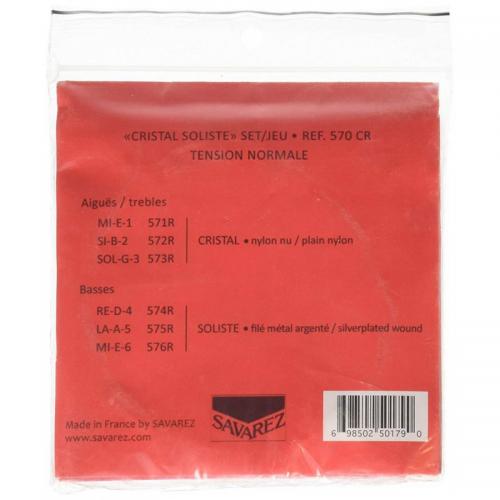 «CRISTAL SOLISTE» SET/JEU • REF. 570 CR
TENSION NORMALE
Aiguës / trebles
MI-E-1 571R
SI-B-2 572R
SOL-G-3 573R
CRISTAL • nylon nu / plain nylon
Basses
RE-D-4 574R
LA-A-5 575R
MI-E-6 576R
SOLISTE • filé métal argenté / silverplated wound
Made in France by SAVAREZ
www.savarez.com
SAVAREZ
6 98502 50179 0